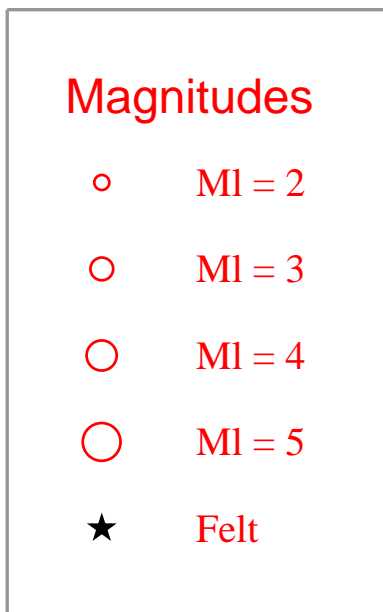 Magnitudes
Ml = 2
Ml = 3
Ml = 4
Ml = 5
Felt